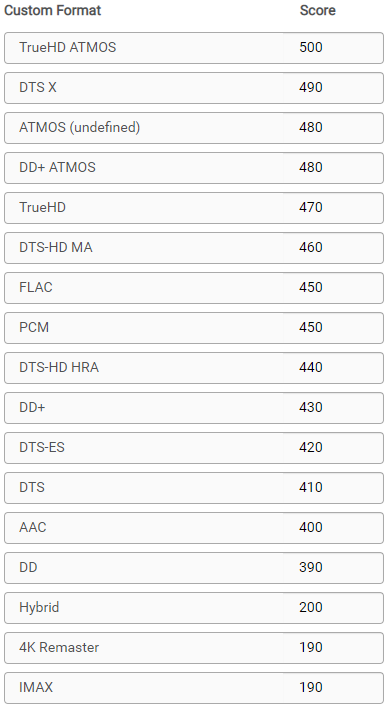 Custom Format Score
TrueHD ATMOS 500
DTS X 490
ATMOS (undefined) 480
DD+ ATMOS 480
TrueHD 470
DTS-HD MA 460
FLAC 450
PCM 450
DTS-HD HRA 440
DD+ 430
DTS-ES 420
DTS 410
AAC 400
DD 390
Hybrid 200
4K Remaster 190
IMAX 190